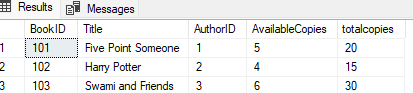 Results Messages
BookID Title AuthorID AvailableCopies totalcopies
1 101 Five Point Someone 1 5 20
2 102 Harry Potter 2 4 15
3 103 Swami and Friends 3 6 30